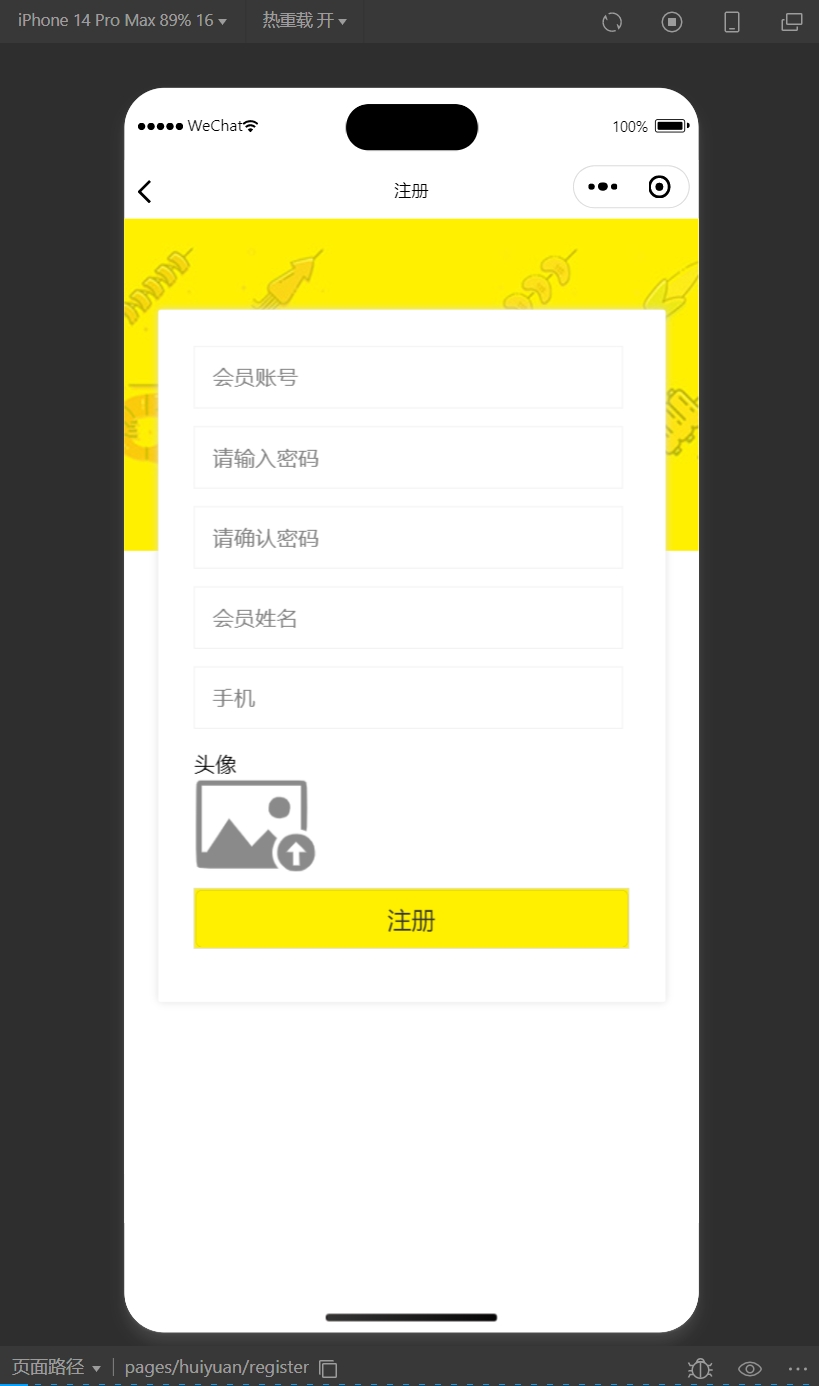 iPhone 14 Pro Max 89% 16 热重载 开
WeChat 100%
注册
会员账号
请输入密码
请确认密码
会员姓名
手机
头像
注册
页面路径 pages/huiyuan/register